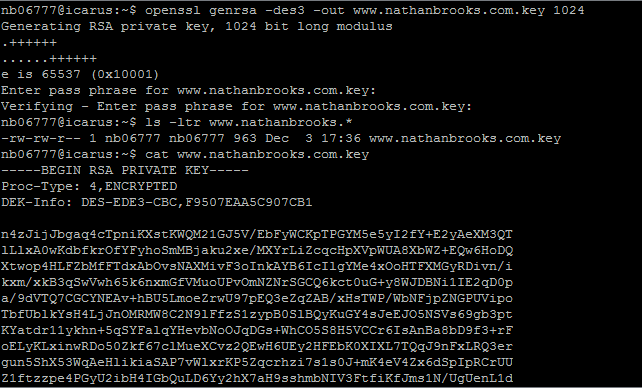 nb06777@icarus:~$ openssl genrsa -des3 -out www.nathanbrooks.com.key 1024
Generating RSA private key, 1024 bit long modulus
.++++++
......++++++
e is 65537 (0x10001)
Enter pass phrase for www.nathanbrooks.com.key:
Verifying - Enter pass phrase for www.nathanbrooks.com.key:
nb06777@icarus:~$ ls -ltr www.nathanbrooks.*
-rw-rw-r-- 1 nb06777 nb06777 963 Dec  3 17:36 www.nathanbrooks.com.key
nb06777@icarus:~$ cat www.nathanbrooks.com.key
-----BEGIN RSA PRIVATE KEY-----
Proc-Type: 4,ENCRYPTED
DEK-Info: DES-EDE3-CBC,F9507EAA5C907CB1

n4zJijJbgaq4cTpniKXstKWQM21GJ5V/EbFyWCKpTPGYM5e5yI2fY+E2yAeXM3QT
lLlxA0wKdbfkrOfYFyhoSmMBjaku2xe/MXYrLiZcqcHpXVpWUA8XbWZ+EQw6HoDQ
Xtwop4HLFZbMfFTdxAbOvsNAXMivF3oInkAYB6IcIlgYMe4xOoHTFXMGyRDivn/i
kxm/xkB3qSwVwh65k6nxmGfVMuoUPvOmNZNrSGCQ6kct0uG+y8WJDBNi1IE2qD0p
a/9dVTQ7CGCYNEAv+hBU5LmoeZrwU97pEQ3eZqZAB/xHsTWP/WbNFjpZNGPUVipo
TbfUblkYsH4LjJnOMRMW8C2N9lFfzS1zypB0SlBQyKuGY4sJeEJO5NSVs69gb3pt
KYatdr11ykhn+5qSYFalqYHevbNoOJqDGs+WhCO5S8H5VCCr6IsAnBa8bD9f3+rF
oELyKLxinwRDo50Zkf67clMueXCvz2QEwH6UEy2HFEbK0XIXL7TQqJ9nFxLRQ3er
gun5ShX53WqAeHlikiaSAP7vWlxrKP5Zqcrhzi7s1s0J+mK4eV4Zx6dSpIpRCrUU
Z1ftzzpe4PGyU2ibH4IGbQuLD6Yy2hX7aH9sshmbNIV3FtfiKfJms1N/UgUenL1d